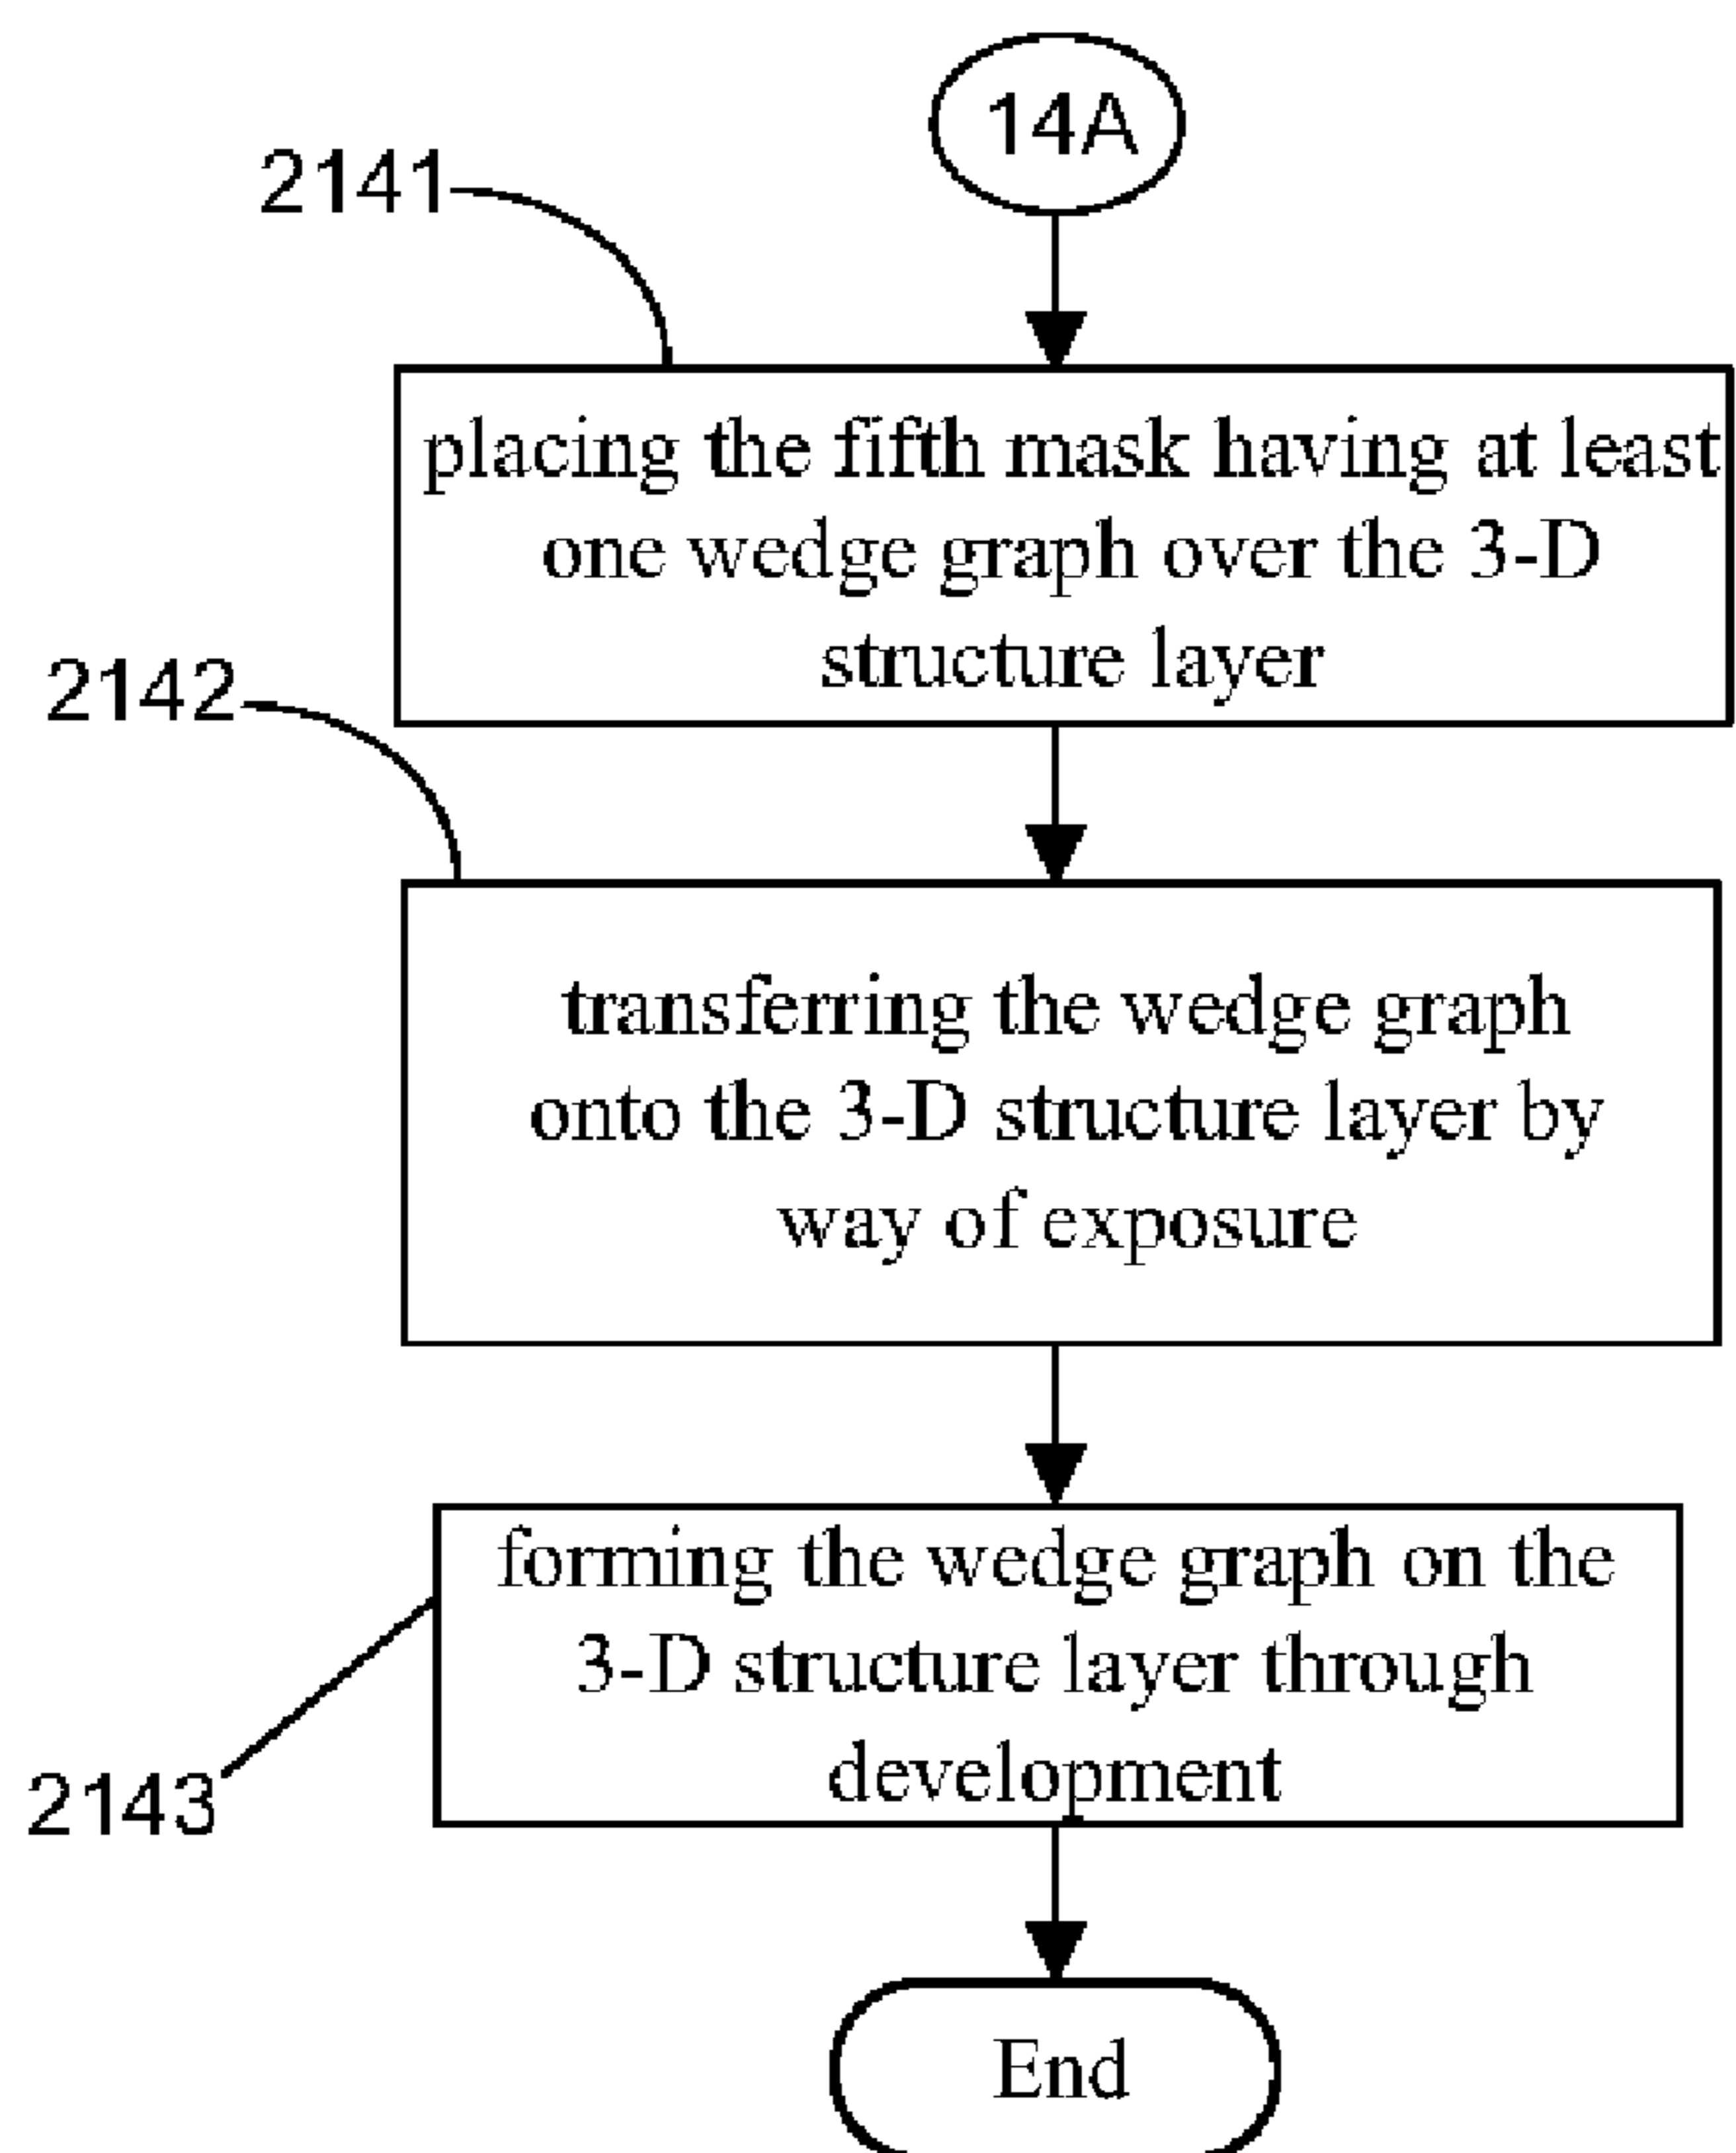 14A
2141
placing the fifth mask having at least
one wedge graph over the 3-D
structure layer
2142
transferring the wedge graph
onto the 3-D structure layer by
way of exposure
forming the wedge graph on the
3-D structure layer through
development
2143
End